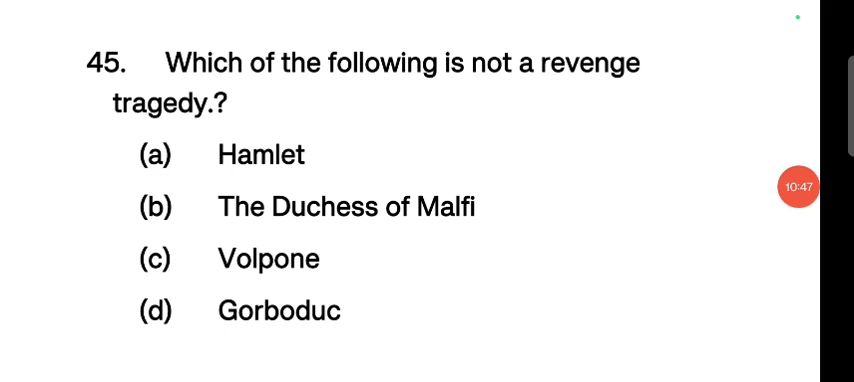 45. Which of the following is not a revenge
tragedy.?
(a) Hamlet
(b) The Duchess of Malfi
(c) Volpone
(d) Gorboduc
10:47